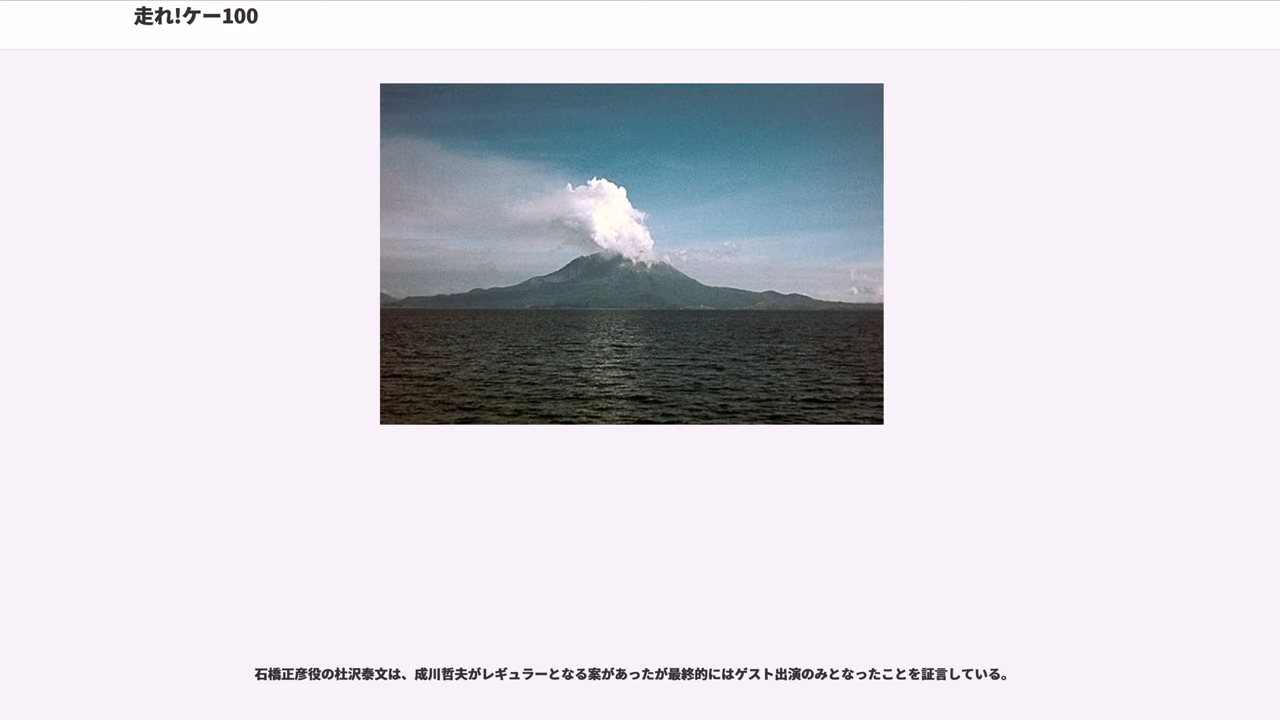 走れ!ケー100
石橋正彦役の杜沢泰文は、成川哲夫がレギュラーとなる案があったが最終的にはゲスト出演のみとなったことを証言している。